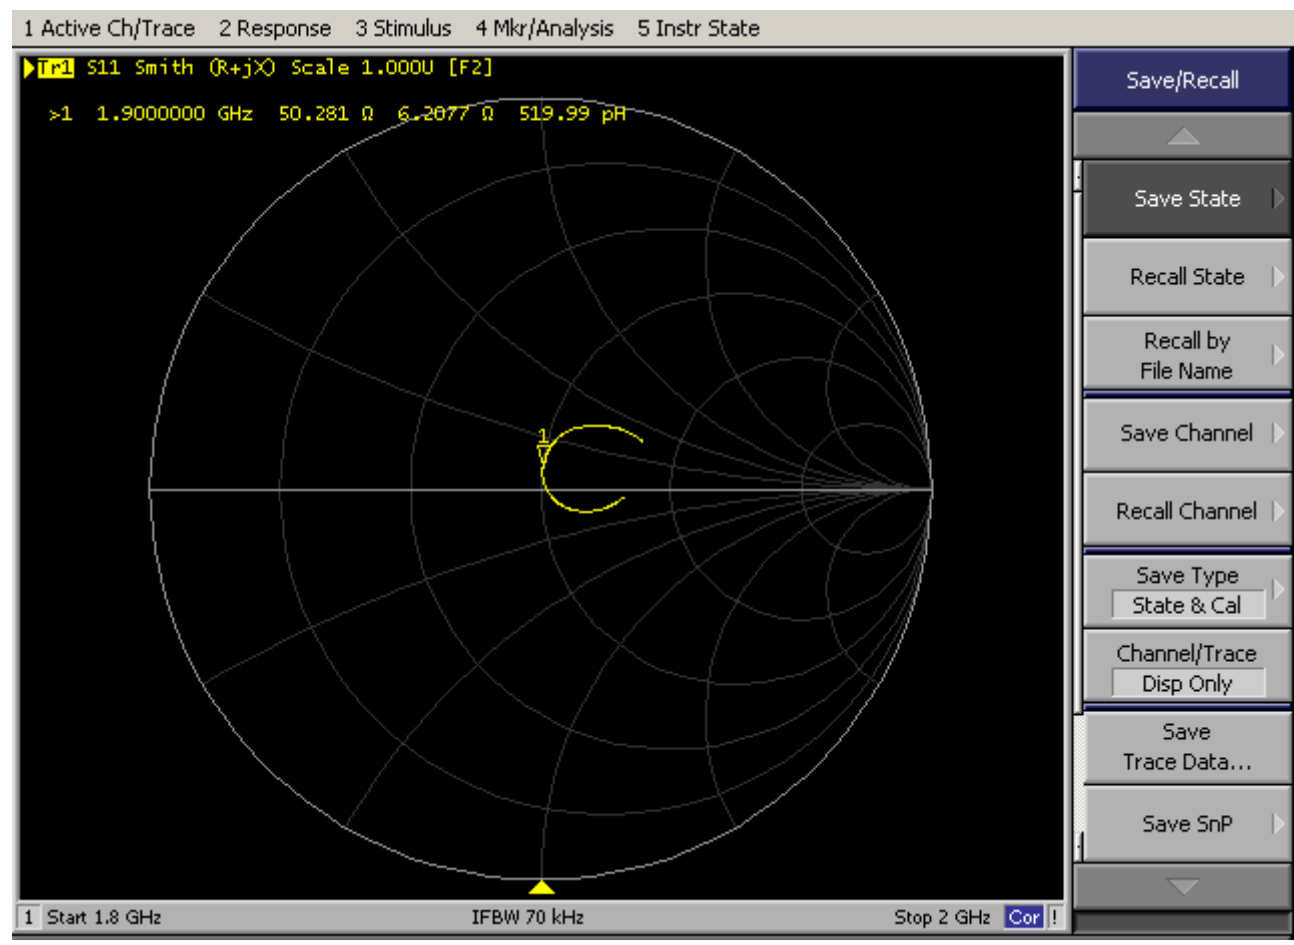 1 Active Ch/Trace 2 Response 3 Stimulus 4 Mkr/Analysis 5 Instr State
Tr1 S11 Smith (R+jX) Scale 1.000U [F2]
>1 1.9000000 GHz 50.281 Ω 6.2077 Ω 519.99 pH
1
Save/Recall
Save State
Recall State
Recall by
File Name
Save Channel
Recall Channel
Save Type
State & Cal
Channel/Trace
Disp Only
Save
Trace Data...
Save SnP
1 Start 1.8 GHz IFBW 70 kHz Stop 2 GHz Cor !